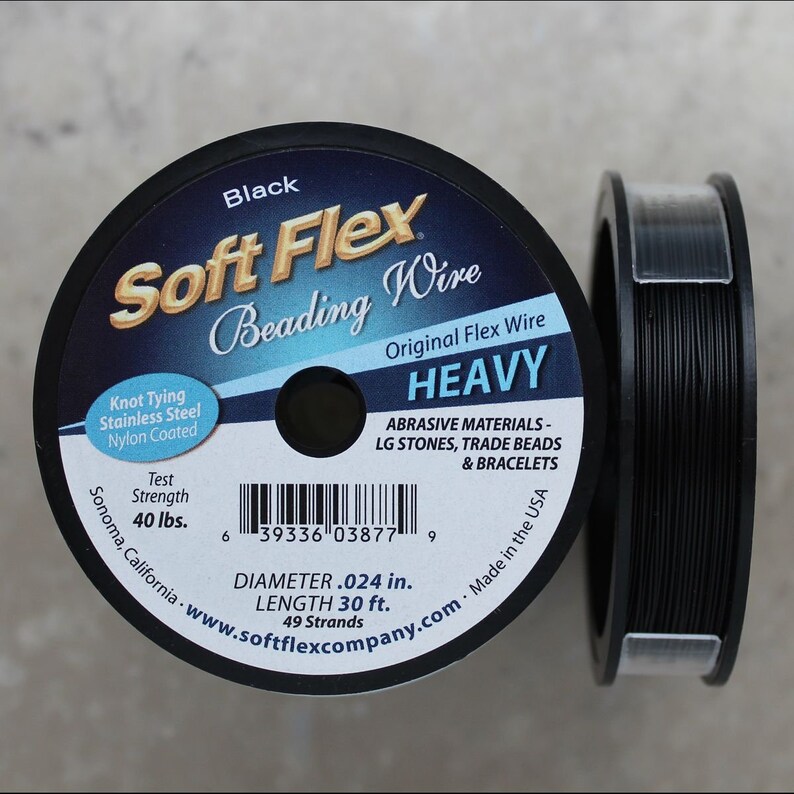 Black
Soft Flex®
Beading Wire
Original Flex Wire
HEAVY
Knot Tying
Stainless Steel
Nylon Coated
ABRASIVE MATERIALS -
LG STONES, TRADE BEADS
& BRACELETS
Test
Strength
40 lbs.
6 39336 03877 9
DIAMETER .024 in.
LENGTH 30 ft.
49 Strands
Sonoma, California · www.softflexcompany.com · Made in the USA